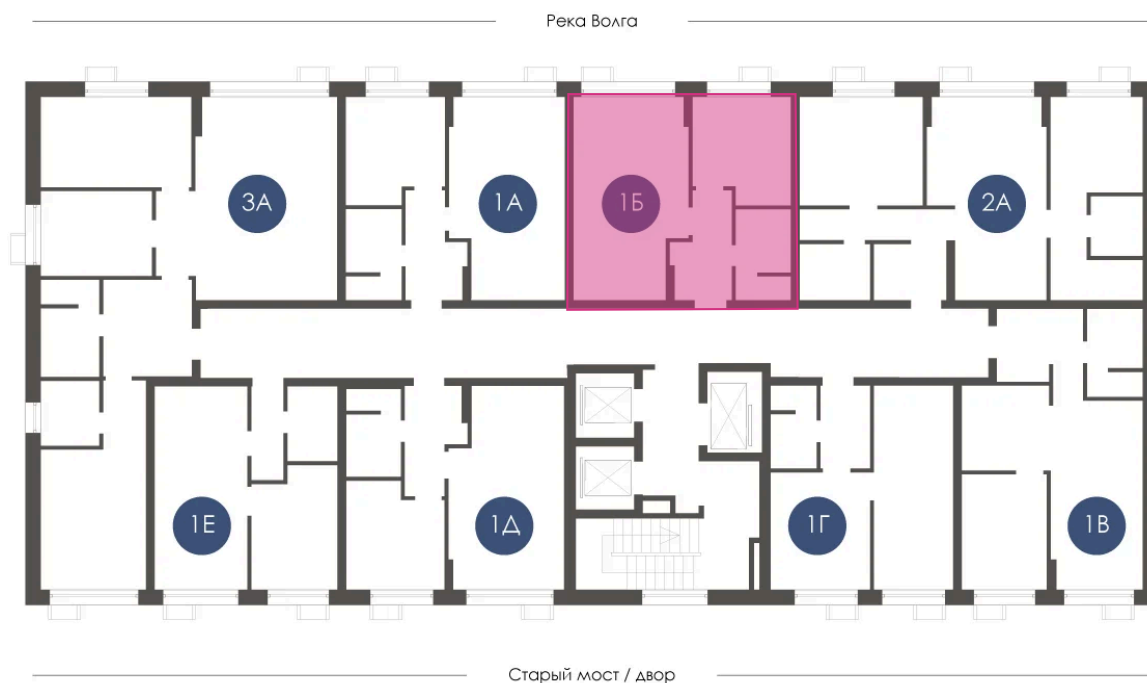 Река Волга
3А
1А
1Б
2А
1Е
1Д
1Г
1В
Старый мост / двор